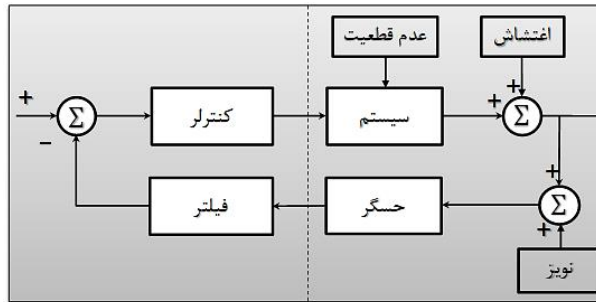 عدم قطعیت
اغتشاش
+
+
+
Σ
کنترلر
سیستم
Σ
−
+
فیلتر
حسگر
Σ
+
نویز